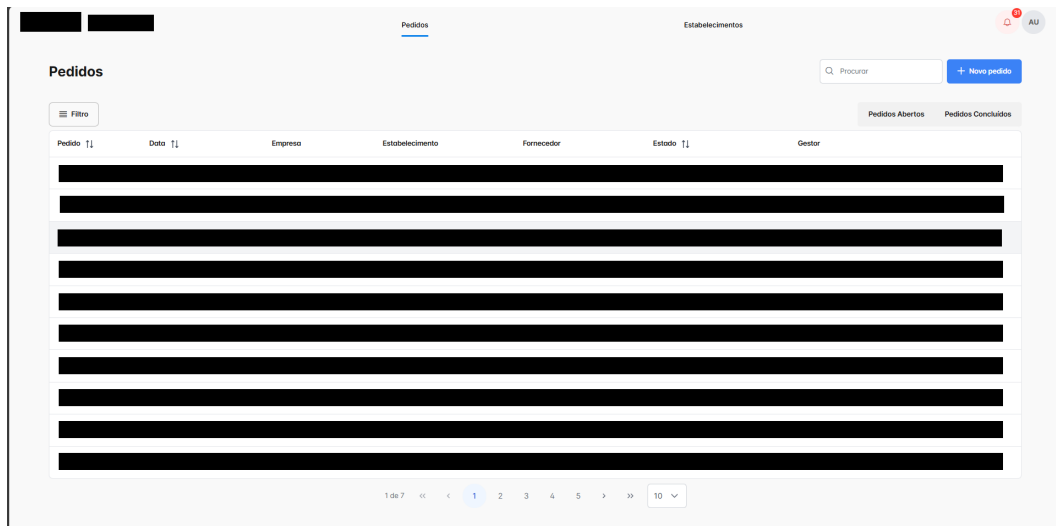 Pedidos Estabelecimentos 31 AU
Pedidos Procurar + Novo pedido
Filtro Pedidos Abertos Pedidos Concluídos
Pedido Data Empresa Estabelecimento Fornecedor Estado Gestor
1 de 7 << < 1 2 3 4 5 > >> 10